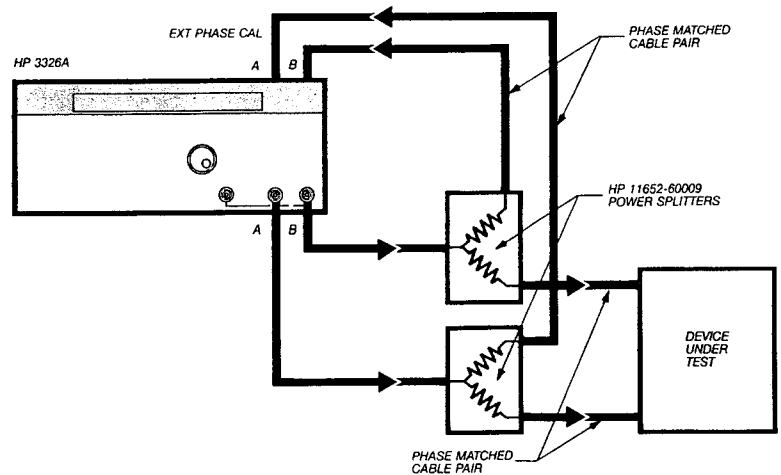 EXT PHASE CAL
PHASE MATCHED
CABLE PAIR
HP 3326A
A B
A B
HP 11652-60009
POWER SPLITTERS
DEVICE
UNDER
TEST
PHASE MATCHED
CABLE PAIR